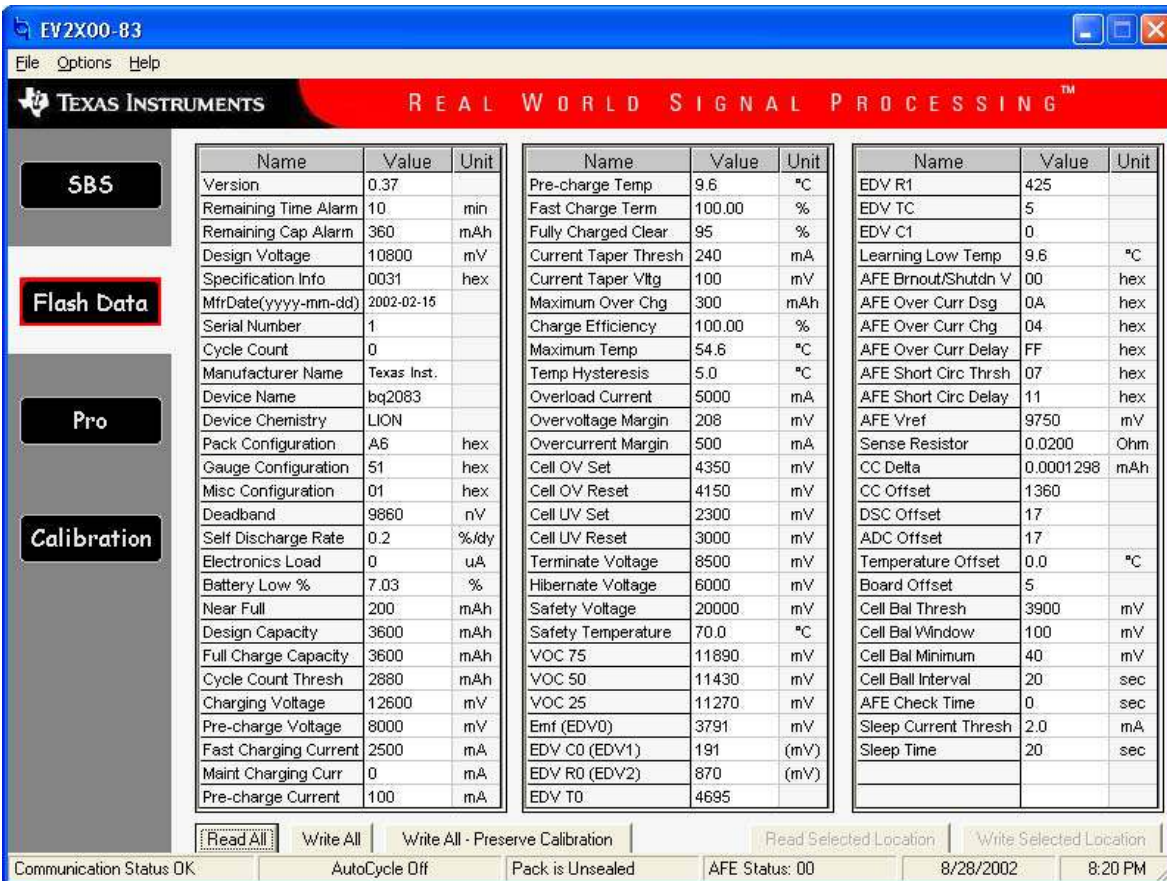 EV2X00-83
File Options Help
TEXAS INSTRUMENTS REAL WORLD SIGNAL PROCESSING™
SBS
Flash Data
Pro
Calibration
Name Value Unit
Version 0.37
Remaining Time Alarm 10 min
Remaining Cap Alarm 360 mAh
Design Voltage 10800 mV
Specification Info 0031 hex
MfrDate(yyyy-mm-dd) 2002-02-15
Serial Number 1
Cycle Count 0
Manufacturer Name Texas Inst.
Device Name bq2083
Device Chemistry LION
Pack Configuration A6 hex
Gauge Configuration 51 hex
Misc Configuration 01 hex
Deadband 9860 nV
Self Discharge Rate 0.2 %/dy
Electronics Load 0 uA
Battery Low % 7.03 %
Near Full 200 mAh
Design Capacity 3600 mAh
Full Charge Capacity 3600 mAh
Cycle Count Thresh 2880 mAh
Charging Voltage 12600 mV
Pre-charge Voltage 8000 mV
Fast Charging Current 2500 mA
Maint Charging Curr 0 mA
Pre-charge Current 100 mA
Name Value Unit
Pre-charge Temp 9.6 °C
Fast Charge Term 100.00 %
Fully Charged Clear 95 %
Current Taper Thresh 240 mA
Current Taper Vltg 100 mV
Maximum Over Chg 300 mAh
Charge Efficiency 100.00 %
Maximum Temp 54.6 °C
Temp Hysteresis 5.0 °C
Overload Current 5000 mA
Overvoltage Margin 208 mV
Overcurrent Margin 500 mA
Cell OV Set 4350 mV
Cell OV Reset 4150 mV
Cell UV Set 2300 mV
Cell UV Reset 3000 mV
Terminate Voltage 8500 mV
Hibernate Voltage 6000 mV
Safety Voltage 20000 mV
Safety Temperature 70.0 °C
VOC 75 11890 mV
VOC 50 11430 mV
VOC 25 11270 mV
Emf (EDV0) 3791 mV
EDV C0 (EDV1) 191 (mV)
EDV R0 (EDV2) 870 (mV)
EDV T0 4695
Name Value Unit
EDV R1 425
EDV TC 5
EDV C1 0
Learning Low Temp 9.6 °C
AFE Brnout/Shutdn V 00 hex
AFE Over Curr Dsg 0A hex
AFE Over Curr Chg 04 hex
AFE Over Curr Delay FF hex
AFE Short Circ Thrsh 07 hex
AFE Short Circ Delay 11 hex
AFE Vref 9750 mV
Sense Resistor 0.0200 Ohm
CC Delta 0.0001298 mAh
CC Offset 1360
DSC Offset 17
ADC Offset 17
Temperature Offset 0.0 °C
Board Offset 5
Cell Bal Thresh 3900 mV
Cell Bal Window 100 mV
Cell Bal Minimum 40 mV
Cell Ball Interval 20 sec
AFE Check Time 0 sec
Sleep Current Thresh 2.0 mA
Sleep Time 20 sec
Read All Write All Write All - Preserve Calibration Read Selected Location Write Selected Location
Communication Status OK AutoCycle Off Pack is Unsealed AFE Status: 00 8/28/2002 8:20 PM